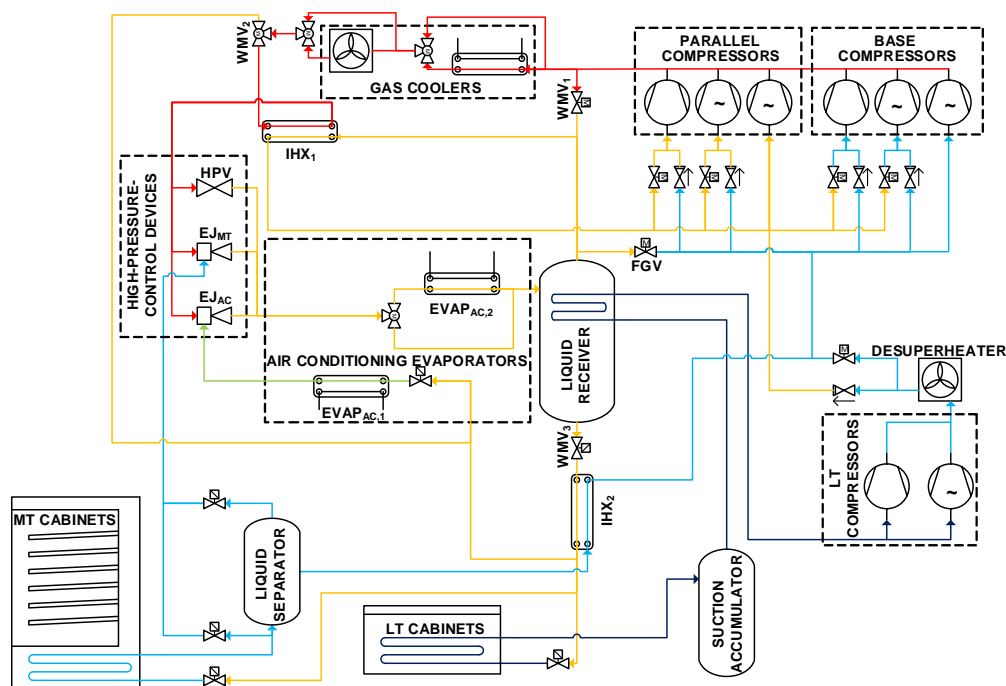 WMV2
GAS COOLERS
WMV1
PARALLEL
COMPRESSORS
BASE
COMPRESSORS
M
M
M
~
~
~
~
IHX1
M
M
M
M
HIGH-PRESSURE-
CONTROL DEVICES
HPV
EJMT
EJAC
M
FGV
EVAPAC,2
M
AIR CONDITIONING EVAPORATORS
EVAPAC,1
LIQUID
RECEIVER
M
DESUPERHEATER
WMV3
LT
COMPRESSORS
~
IHX2
MT CABINETS
LIQUID
SEPARATOR
LT CABINETS
SUCTION
ACCUMULATOR